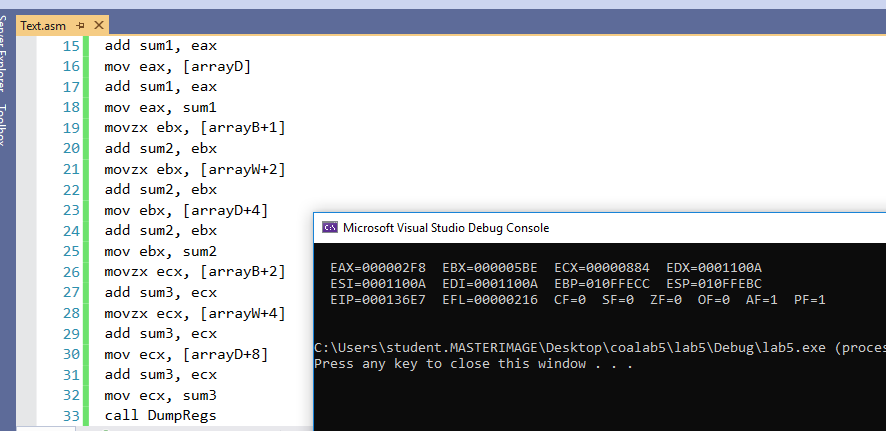 Server Explorer
Toolbox
Text.asm
15 add sum1, eax
16 mov eax, [arrayD]
17 add sum1, eax
18 mov eax, sum1
19 movzx ebx, [arrayB+1]
20 add sum2, ebx
21 movzx ebx, [arrayW+2]
22 add sum2, ebx
23 mov ebx, [arrayD+4]
24 add sum2, ebx
25 mov ebx, sum2
26 movzx ecx, [arrayB+2]
27 add sum3, ecx
28 movzx ecx, [arrayW+4]
29 add sum3, ecx
30 mov ecx, [arrayD+8]
31 add sum3, ecx
32 mov ecx, sum3
33 call DumpRegs
C:\ Microsoft Visual Studio Debug Console
EAX=000002F8 EBX=000005BE ECX=00000884 EDX=0001100A
ESI=0001100A EDI=0001100A EBP=010FFECC ESP=010FFEBC
EIP=000136E7 EFL=00000216 CF=0 SF=0 ZF=0 OF=0 AF=1 PF=1
C:\Users\student.MASTERIMAGE\Desktop\coalab5\lab5\Debug\lab5.exe (proces
Press any key to close this window . . .